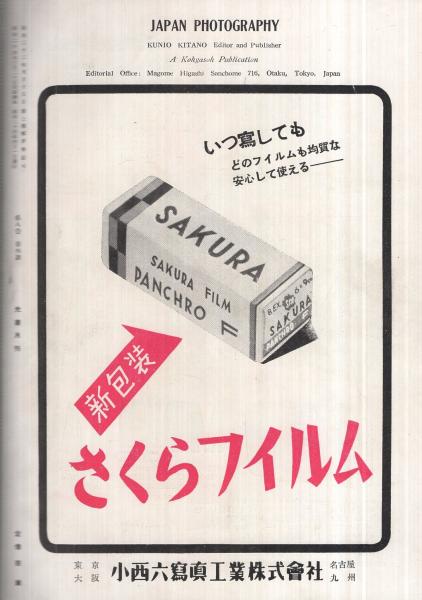 JAPAN PHOTOGRAPHY
KUNIO KITANO Editor and Publisher
A Kohgasoh Publication
Editorial Office: Magome Higashi Sanchome 716, Otaku, Tokyo, Japan
いつ寫しても
どのフイルムも均質な
安心して使える———
SAKURA
SAKURA FILM
PANCHRO F
B.EX. 6×9
SAKURA
PANCHRO F
新包装
さくらフイルム
東京
大阪
小西六寫眞工業株式會社
名古屋
九州